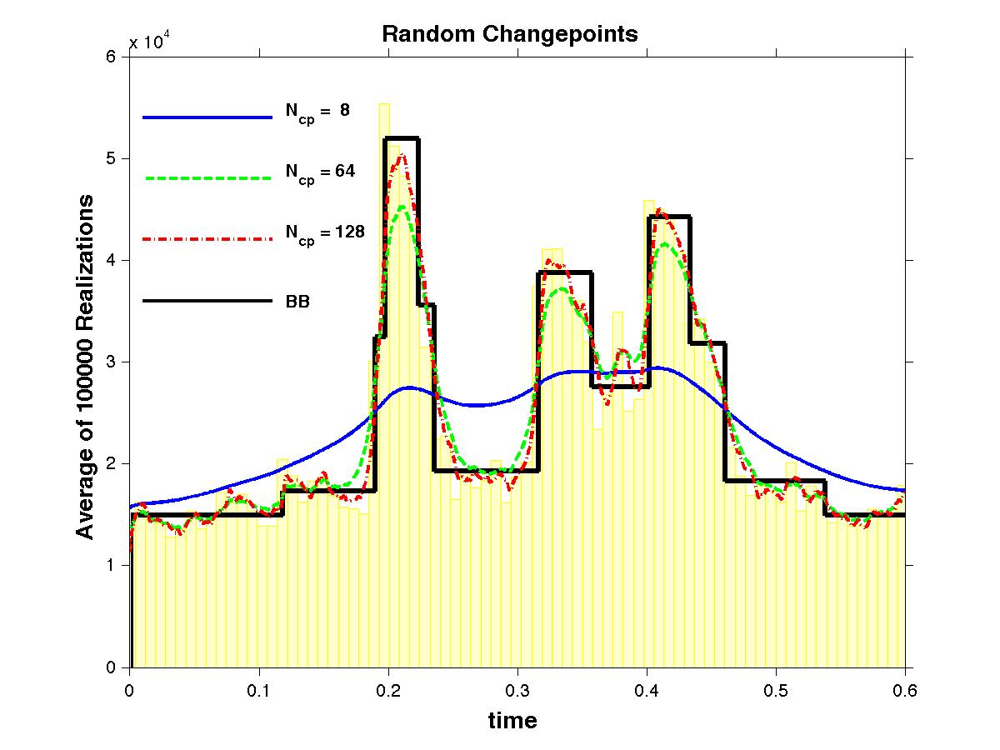 Random Changepoints
x 10^4
6
5
4
3
2
1
0
Average of 100000 Realizations
N_cp = 8
N_cp = 64
N_cp = 128
BB
0 0.1 0.2 0.3 0.4 0.5 0.6
time